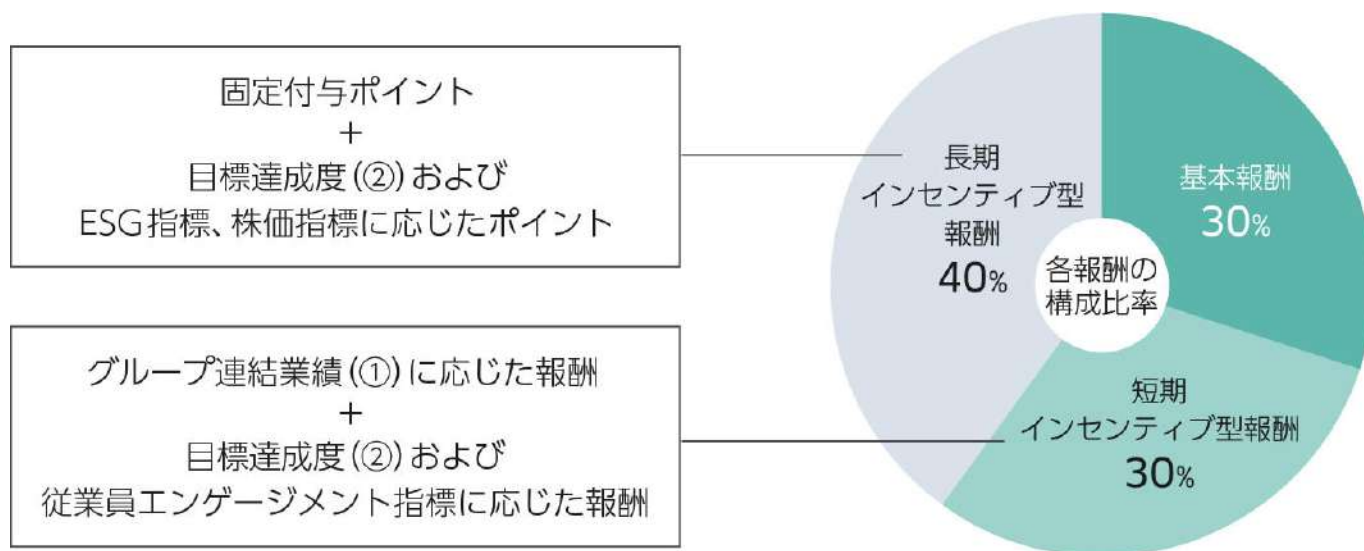 固定付与ポイント
+
目標達成度(②)および
ESG指標、株価指標に応じたポイント
グループ連結業績(①)に応じた報酬
+
目標達成度(②)および
従業員エンゲージメント指標に応じた報酬
長期
インセンティブ型
報酬
40%
基本報酬
30%
各報酬の
構成比率
短期
インセンティブ型報酬
30%